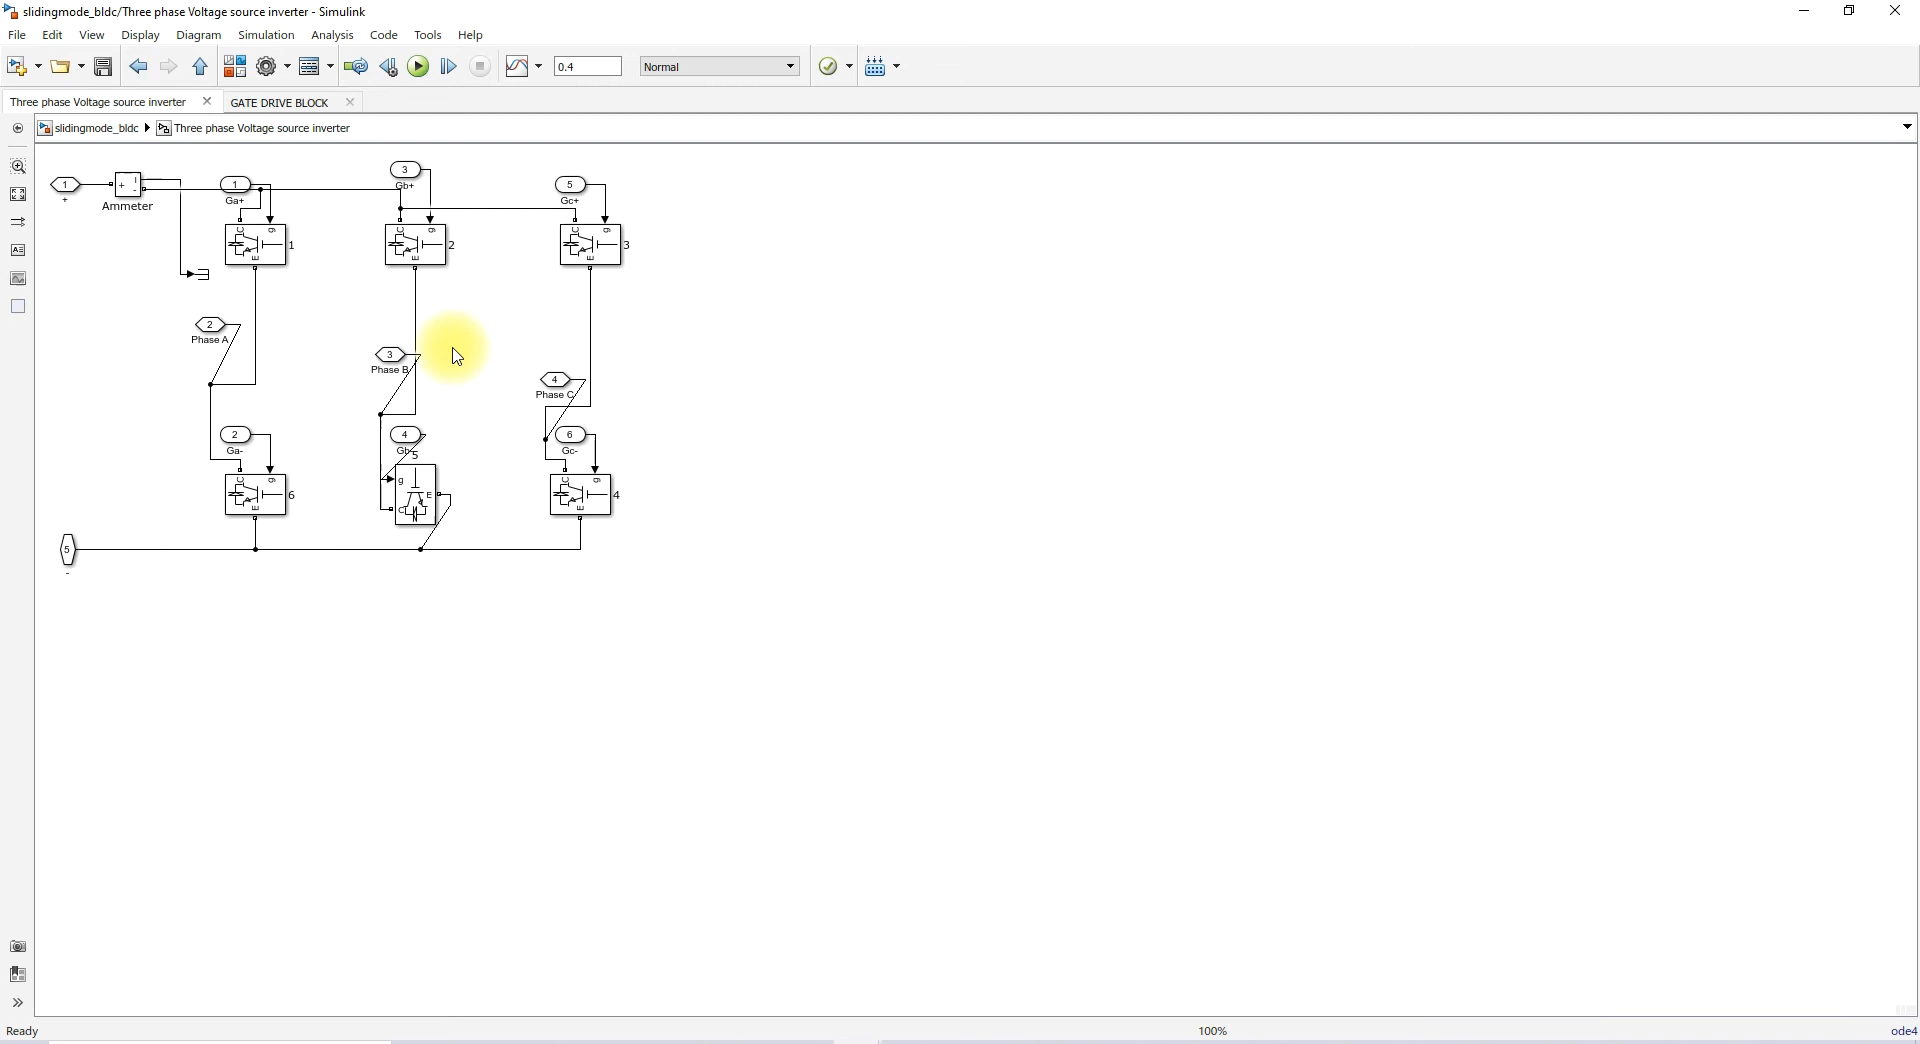 slidingmode_bldc/Three phase Voltage source inverter - Simulink
File Edit View Display Diagram Simulation Analysis Code Tools Help
0.4 Normal
Three phase Voltage source inverter GATE DRIVE BLOCK
slidingmode_bldc Three phase Voltage source inverter
1
+
+ I
-
Ammeter
1
Ga+
3
Gb+
5
Gc+
C g
E
1
C g
E
2
C g
E
3
2
Phase A
3
Phase B
4
Phase C
2
Ga-
4
Gb-
5
6
Gc-
C g
E
6
g
E
C
C g
E
4
5
-
Ready 100% ode4